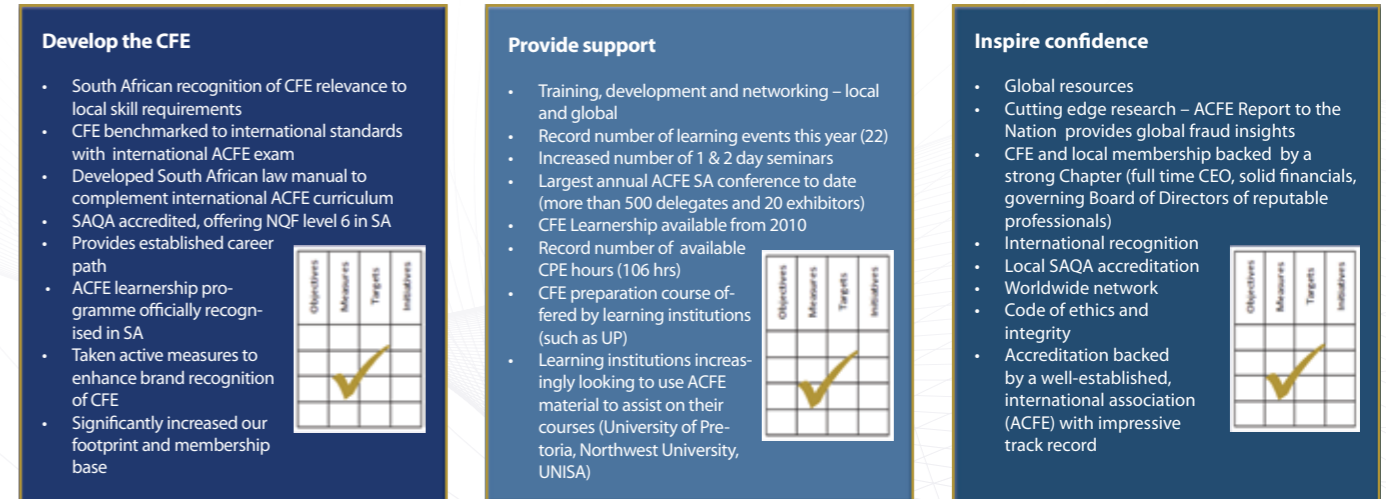 Develop the CFE
• South African recognition of CFE relevance to
local skill requirements
• CFE benchmarked to international standards
with international ACFE exam
• Developed South African law manual to
complement international ACFE curriculum
• SAQA accredited, offering NQF level 6 in SA
• Provides established career
path
• ACFE learnership pro-
gramme officially recogn-
ised in SA
• Taken active measures to
enhance brand recognition
of CFE
• Significantly increased our
footprint and membership
base
Objectives
Measures
Targets
Initiatives
Provide support
• Training, development and networking – local
and global
• Record number of learning events this year (22)
• Increased number of 1 & 2 day seminars
• Largest annual ACFE SA conference to date
(more than 500 delegates and 20 exhibitors)
• CFE Learnership available from 2010
• Record number of available
CPE hours (106 hrs)
• CFE preparation course of-
fered by learning institutions
(such as UP)
• Learning institutions increas-
ingly looking to use ACFE
material to assist on their
courses (University of Pre-
toria, Northwest University,
UNISA)
Objectives
Measures
Targets
Initiatives
Inspire confidence
• Global resources
• Cutting edge research – ACFE Report to the
Nation provides global fraud insights
• CFE and local membership backed by a
strong Chapter (full time CEO, solid financials,
governing Board of Directors of reputable
professionals)
• International recognition
• Local SAQA accreditation
• Worldwide network
• Code of ethics and
integrity
• Accreditation backed
by a well-established,
international association
(ACFE) with impressive
track record
Objectives
Measures
Targets
Initiatives